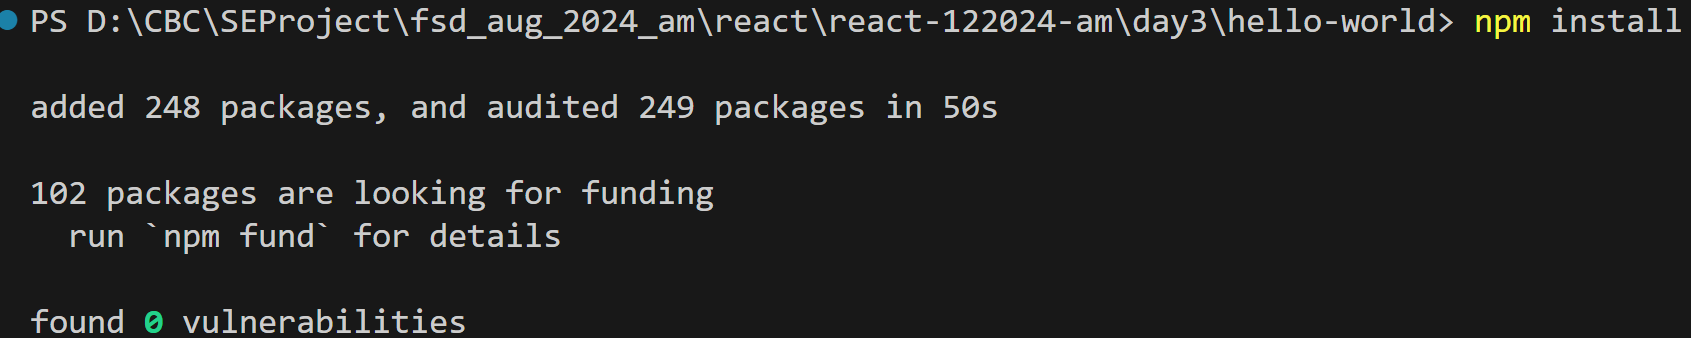 PS D:\CBC\SEProject\fsd_aug_2024_am\react\react-122024-am\day3\hello-world> npm install
added 248 packages, and audited 249 packages in 50s
102 packages are looking for funding
  run `npm fund` for details
found 0 vulnerabilities